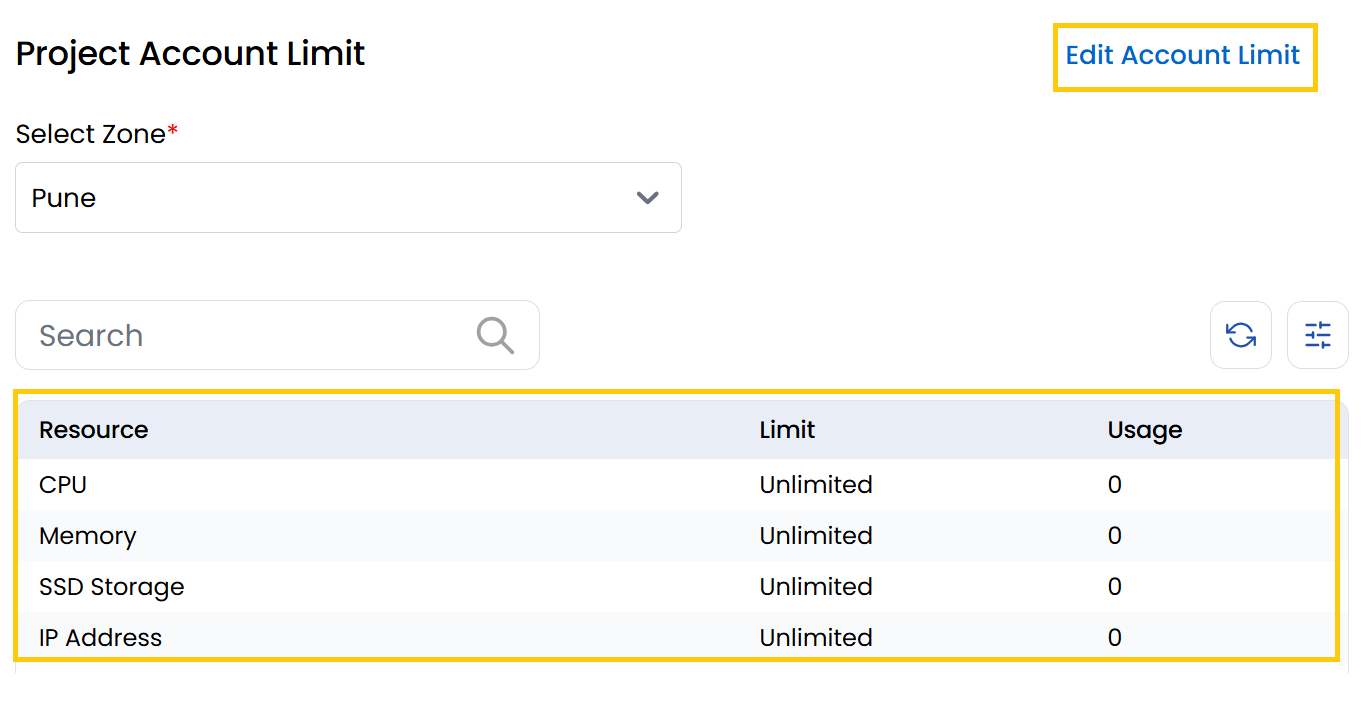 Project Account Limit
Edit Account Limit
Select Zone*
Pune
Search
Resource Limit Usage
CPU Unlimited 0
Memory Unlimited 0
SSD Storage Unlimited 0
IP Address Unlimited 0